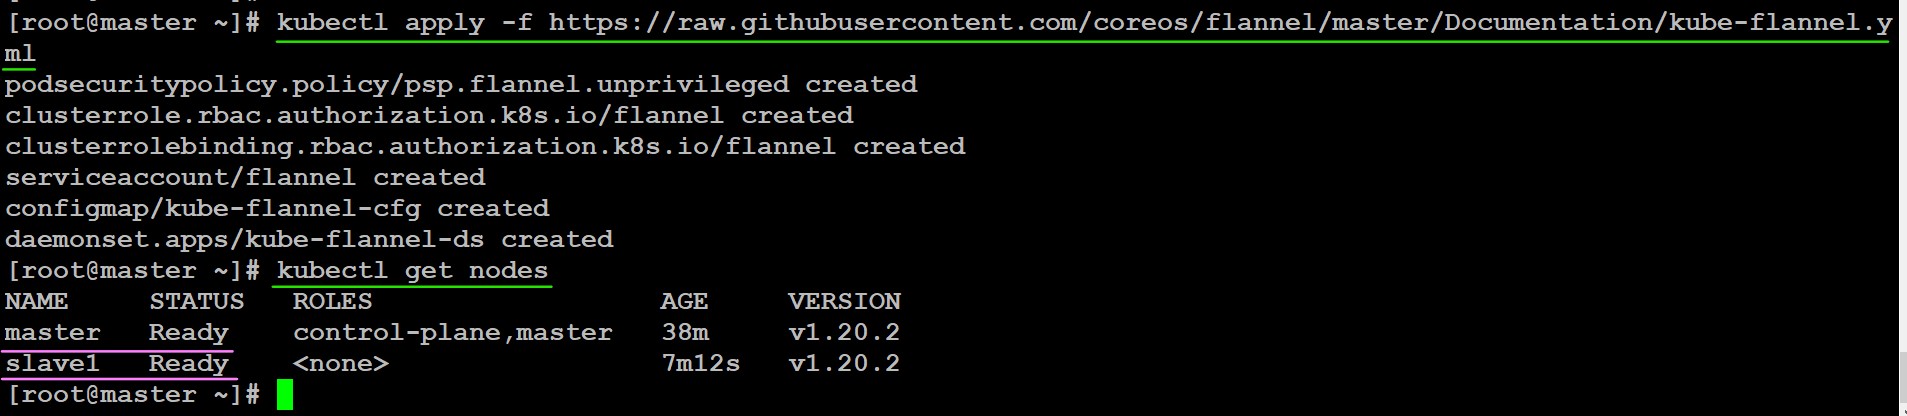 [root@master ~]# kubectl apply -f https://raw.githubusercontent.com/coreos/flannel/master/Documentation/kube-flannel.y
ml
podsecuritypolicy.policy/psp.flannel.unprivileged created
clusterrole.rbac.authorization.k8s.io/flannel created
clusterrolebinding.rbac.authorization.k8s.io/flannel created
serviceaccount/flannel created
configmap/kube-flannel-cfg created
daemonset.apps/kube-flannel-ds created
[root@master ~]# kubectl get nodes
NAME     STATUS   ROLES                  AGE     VERSION
master   Ready    control-plane,master   38m     v1.20.2
slave1   Ready    <none>                 7m12s   v1.20.2
[root@master ~]#